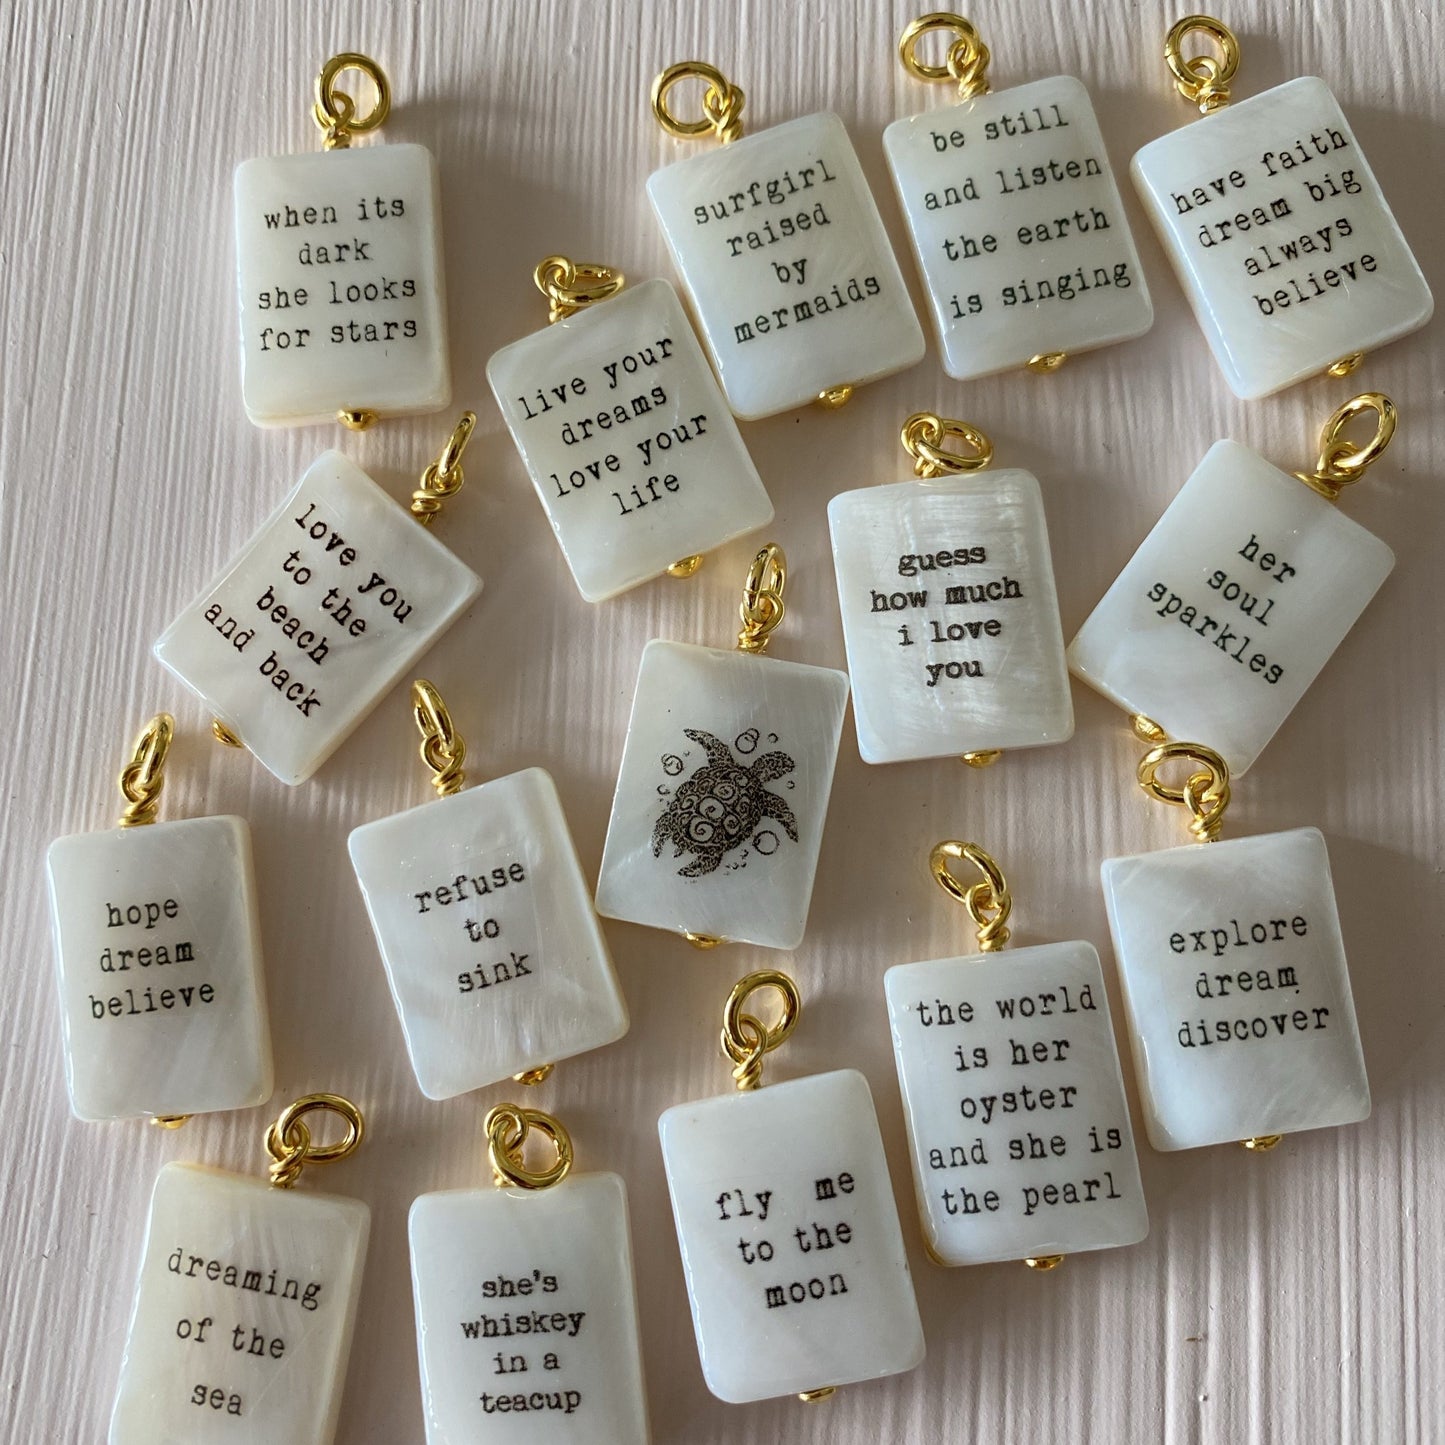 when its
dark
she looks
for stars
surfgirl
raised
by
mermaids
be still
and listen
the earth
is singing
have faith
dream big
always
believe
live your
dreams
love your
life
love you
to the
beach
and back
guess
how much
i love
you
her
soul
sparkles
hope
dream
believe
refuse
to
sink
the world
is her
oyster
and she is
the pearl
explore
dream
discover
dreaming
of the
sea
she's
whiskey
in a
teacup
fly me
to the
moon